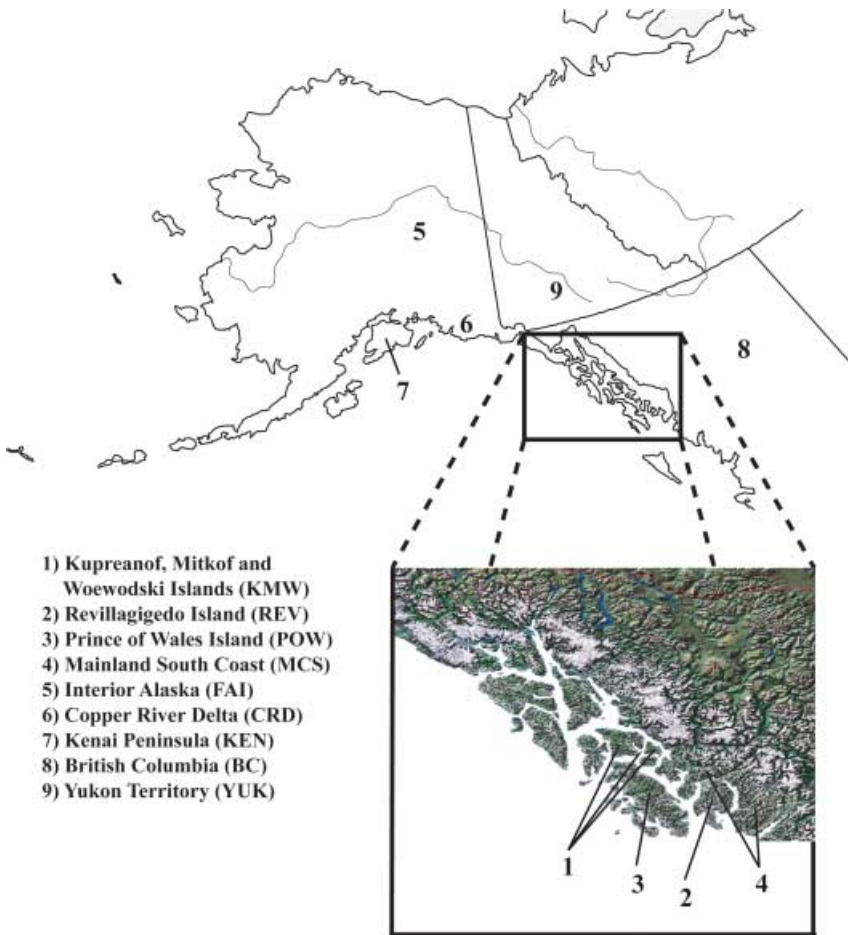 5
9
6
8
7
1) Kupreanof, Mitkof and
Woewodski Islands (KMW)
2) Revillagigedo Island (REV)
3) Prince of Wales Island (POW)
4) Mainland South Coast (MCS)
5) Interior Alaska (FAI)
6) Copper River Delta (CRD)
7) Kenai Peninsula (KEN)
8) British Columbia (BC)
9) Yukon Territory (YUK)
1
3
2
4